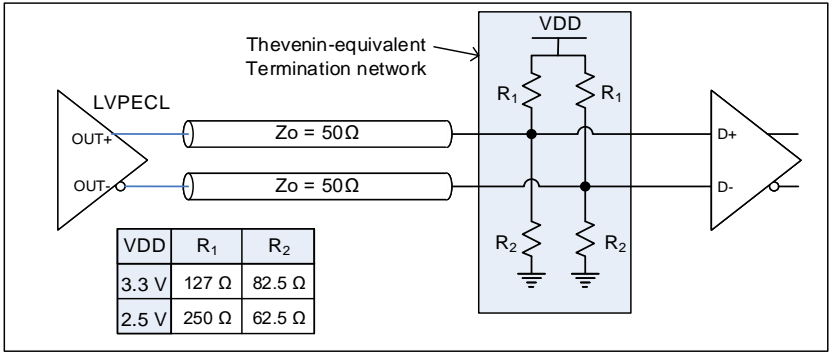 VDD
Thevenin-equivalent
Termination network
R₁
R₁
LVPECL
OUT+
Zo = 50Ω
D+
OUT-
Zo = 50Ω
D-
R₂
R₂
VDD R₁ R₂
3.3 V 127 Ω 82.5 Ω
2.5 V 250 Ω 62.5 Ω